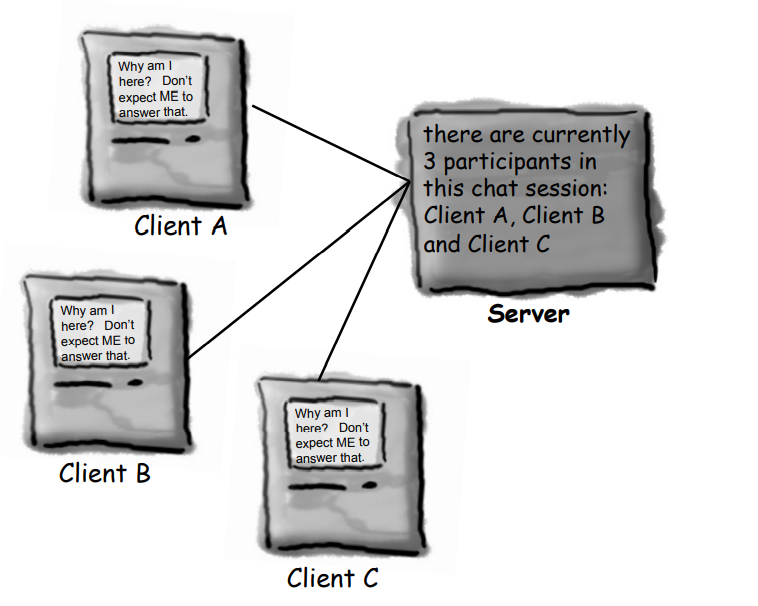 Why am I
here? Don't
expect ME to
answer that.
Client A
there are currently
3 participants in
this chat session:
Client A, Client B
and Client C
Server
Why am I
here? Don't
expect ME to
answer that.
Client B
Why am I
here? Don't
expect ME to
answer that.
Client C